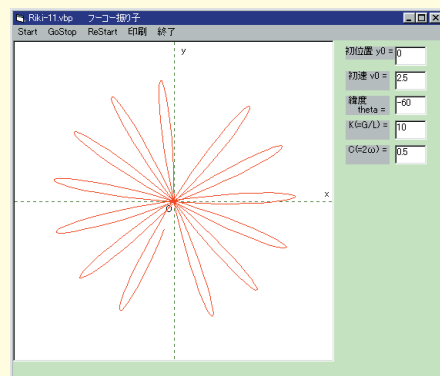 Riki-11.vbp フーコー振り子
Start GoStop ReStart 印刷 終了
y
x
O
初位置 y0 = 0
初速 v0 = 2.5
緯度
theta = -60
K(=G/L) = 10
C(=2ω) = 0.5